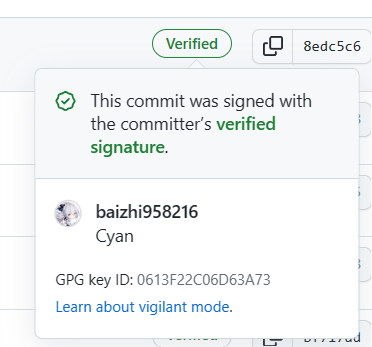 Verified
8edc5c6
This commit was signed with
the committer's verified
signature.
baizhi958216
Cyan
GPG key ID: 0613F22C06D63A73
Learn about vigilant mode.